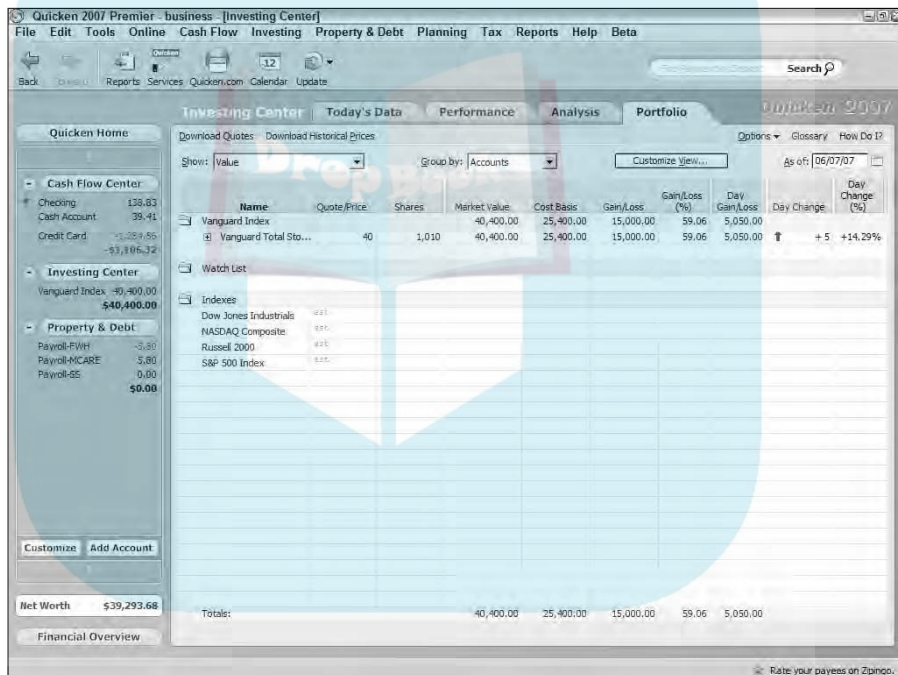 Quicken 2007 Premier - business - [Investing Center]
File Edit Tools Online Cash Flow Investing Property & Debt Planning Tax Reports Help Beta
Back Reports Services Quicken.com Calendar Update
Search
Investing Center Today's Data Performance Analysis Portfolio Quicken 2007
Quicken Home
Download Quotes Download Historical Prices Options Glossary How Do I?
Show: Value Group by: Accounts Customize View... As of: 06/07/07
Name Quote/Price Shares Market Value Cost Basis Gain/Loss Gain/Loss (%) Day Gain/Loss Day Change Day Change (%)
Vanguard Index 40,400.00 25,400.00 15,000.00 59.06 5,050.00
Vanguard Total Sto... 40 1,010 40,400.00 25,400.00 15,000.00 59.06 5,050.00 +5 +14.29%
Watch List
Indexes
Dow Jones Industrials est.
NASDAQ Composite est.
Russell 2000 est.
S&P 500 Index est.
Totals: 40,400.00 25,400.00 15,000.00 59.06 5,050.00
- Cash Flow Center
Checking 138.83
Cash Account 39.41
Credit Card
- Investing Center
Vanguard Index 40,400.00
$40,400.00
- Property & Debt
Payroll-FWH
Payroll-MCARE 5.80
Payroll-SS 0.00
$0.00
Customize Add Account
Net Worth $39,293.68
Financial Overview
Rate your payees on Zipingo.
Drop Books